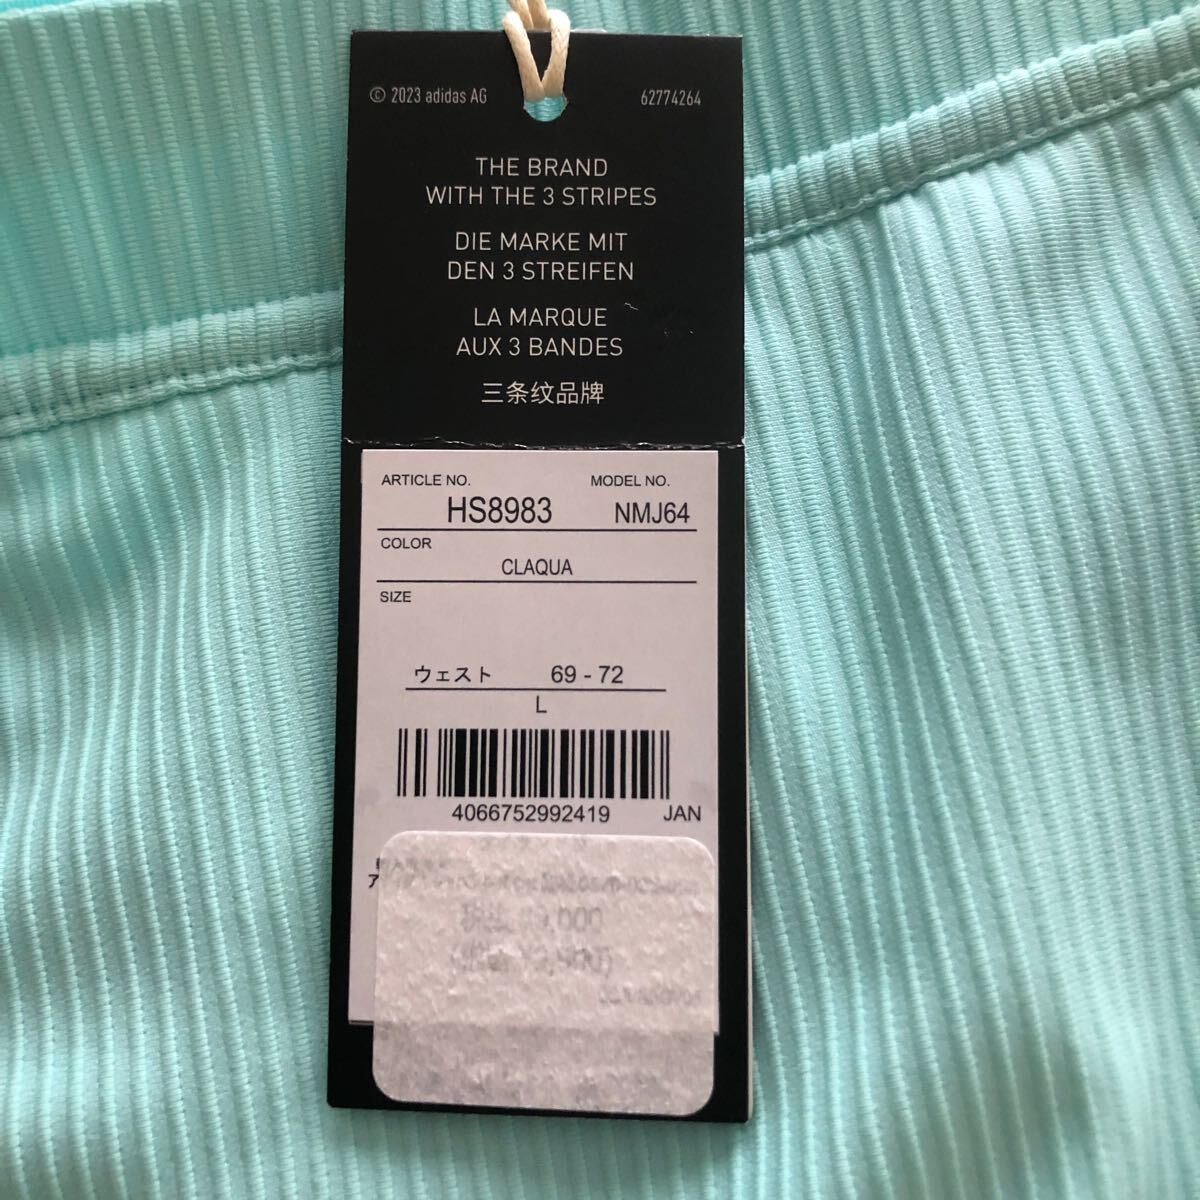 © 2023 adidas AG 62774264
THE BRAND
WITH THE 3 STRIPES
DIE MARKE MIT
DEN 3 STREIFEN
LA MARQUE
AUX 3 BANDES
三条纹品牌
ARTICLE NO. MODEL NO.
HS8983 NMJ64
COLOR
CLAQUA
SIZE
ウェスト 69 - 72
L
4066752992419 JAN